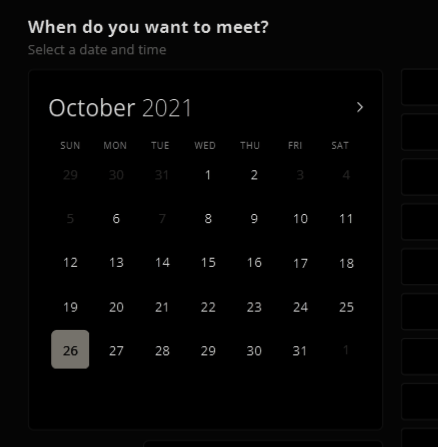 When do you want to meet?
Select a date and time
October 2021
SUN MON TUE WED THU FRI SAT
29 30 31 1 2 3 4
5 6 7 8 9 10 11
12 13 14 15 16 17 18
19 20 21 22 23 24 25
26 27 28 29 30 31 1